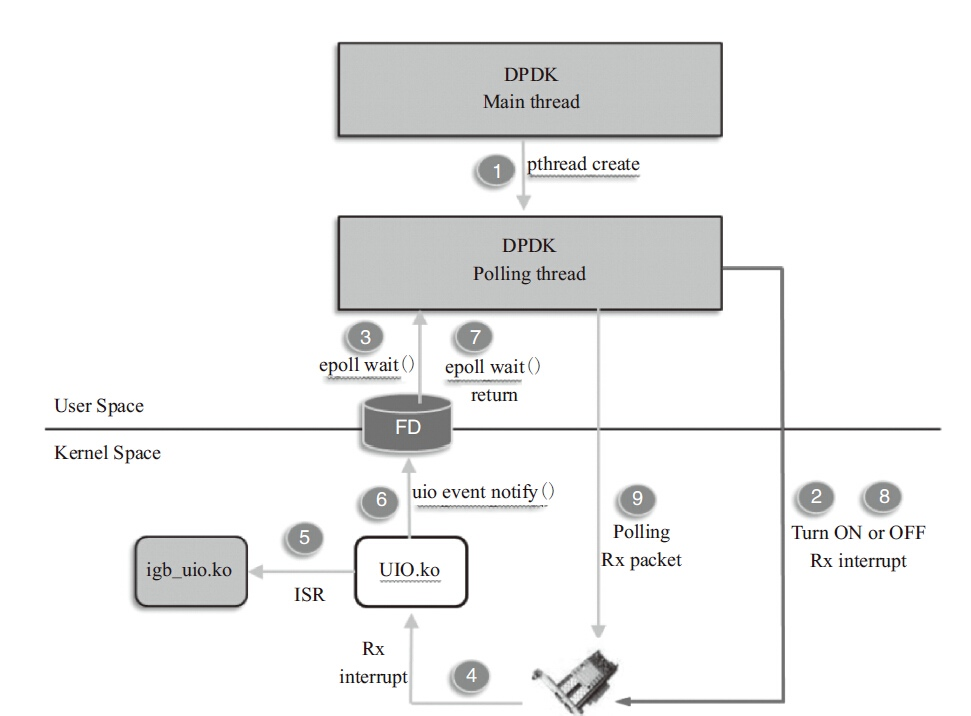 DPDK
Main thread
1
pthread create
DPDK
Polling thread
3
7
epoll wait()
epoll wait()
return
User Space
FD
Kernel Space
6
uio event notify()
9
Polling
Rx packet
2
8
Turn ON or OFF
Rx interrupt
5
igb_uio.ko
ISR
UIO.ko
Rx
interrupt
4